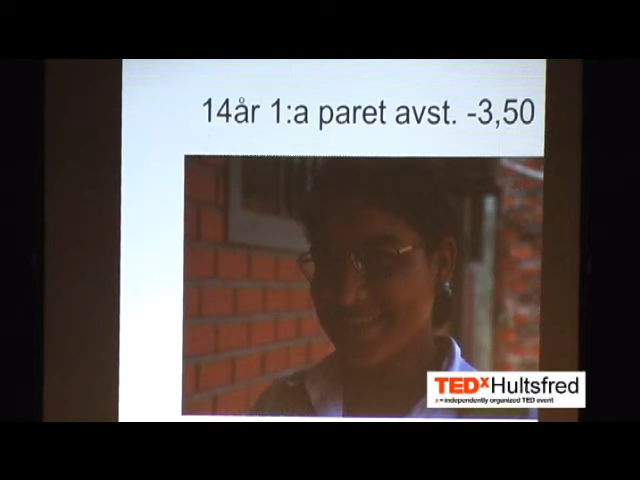 14år 1:a paret avst. -3,50
TEDxHultsfred
x = independently organized TED event